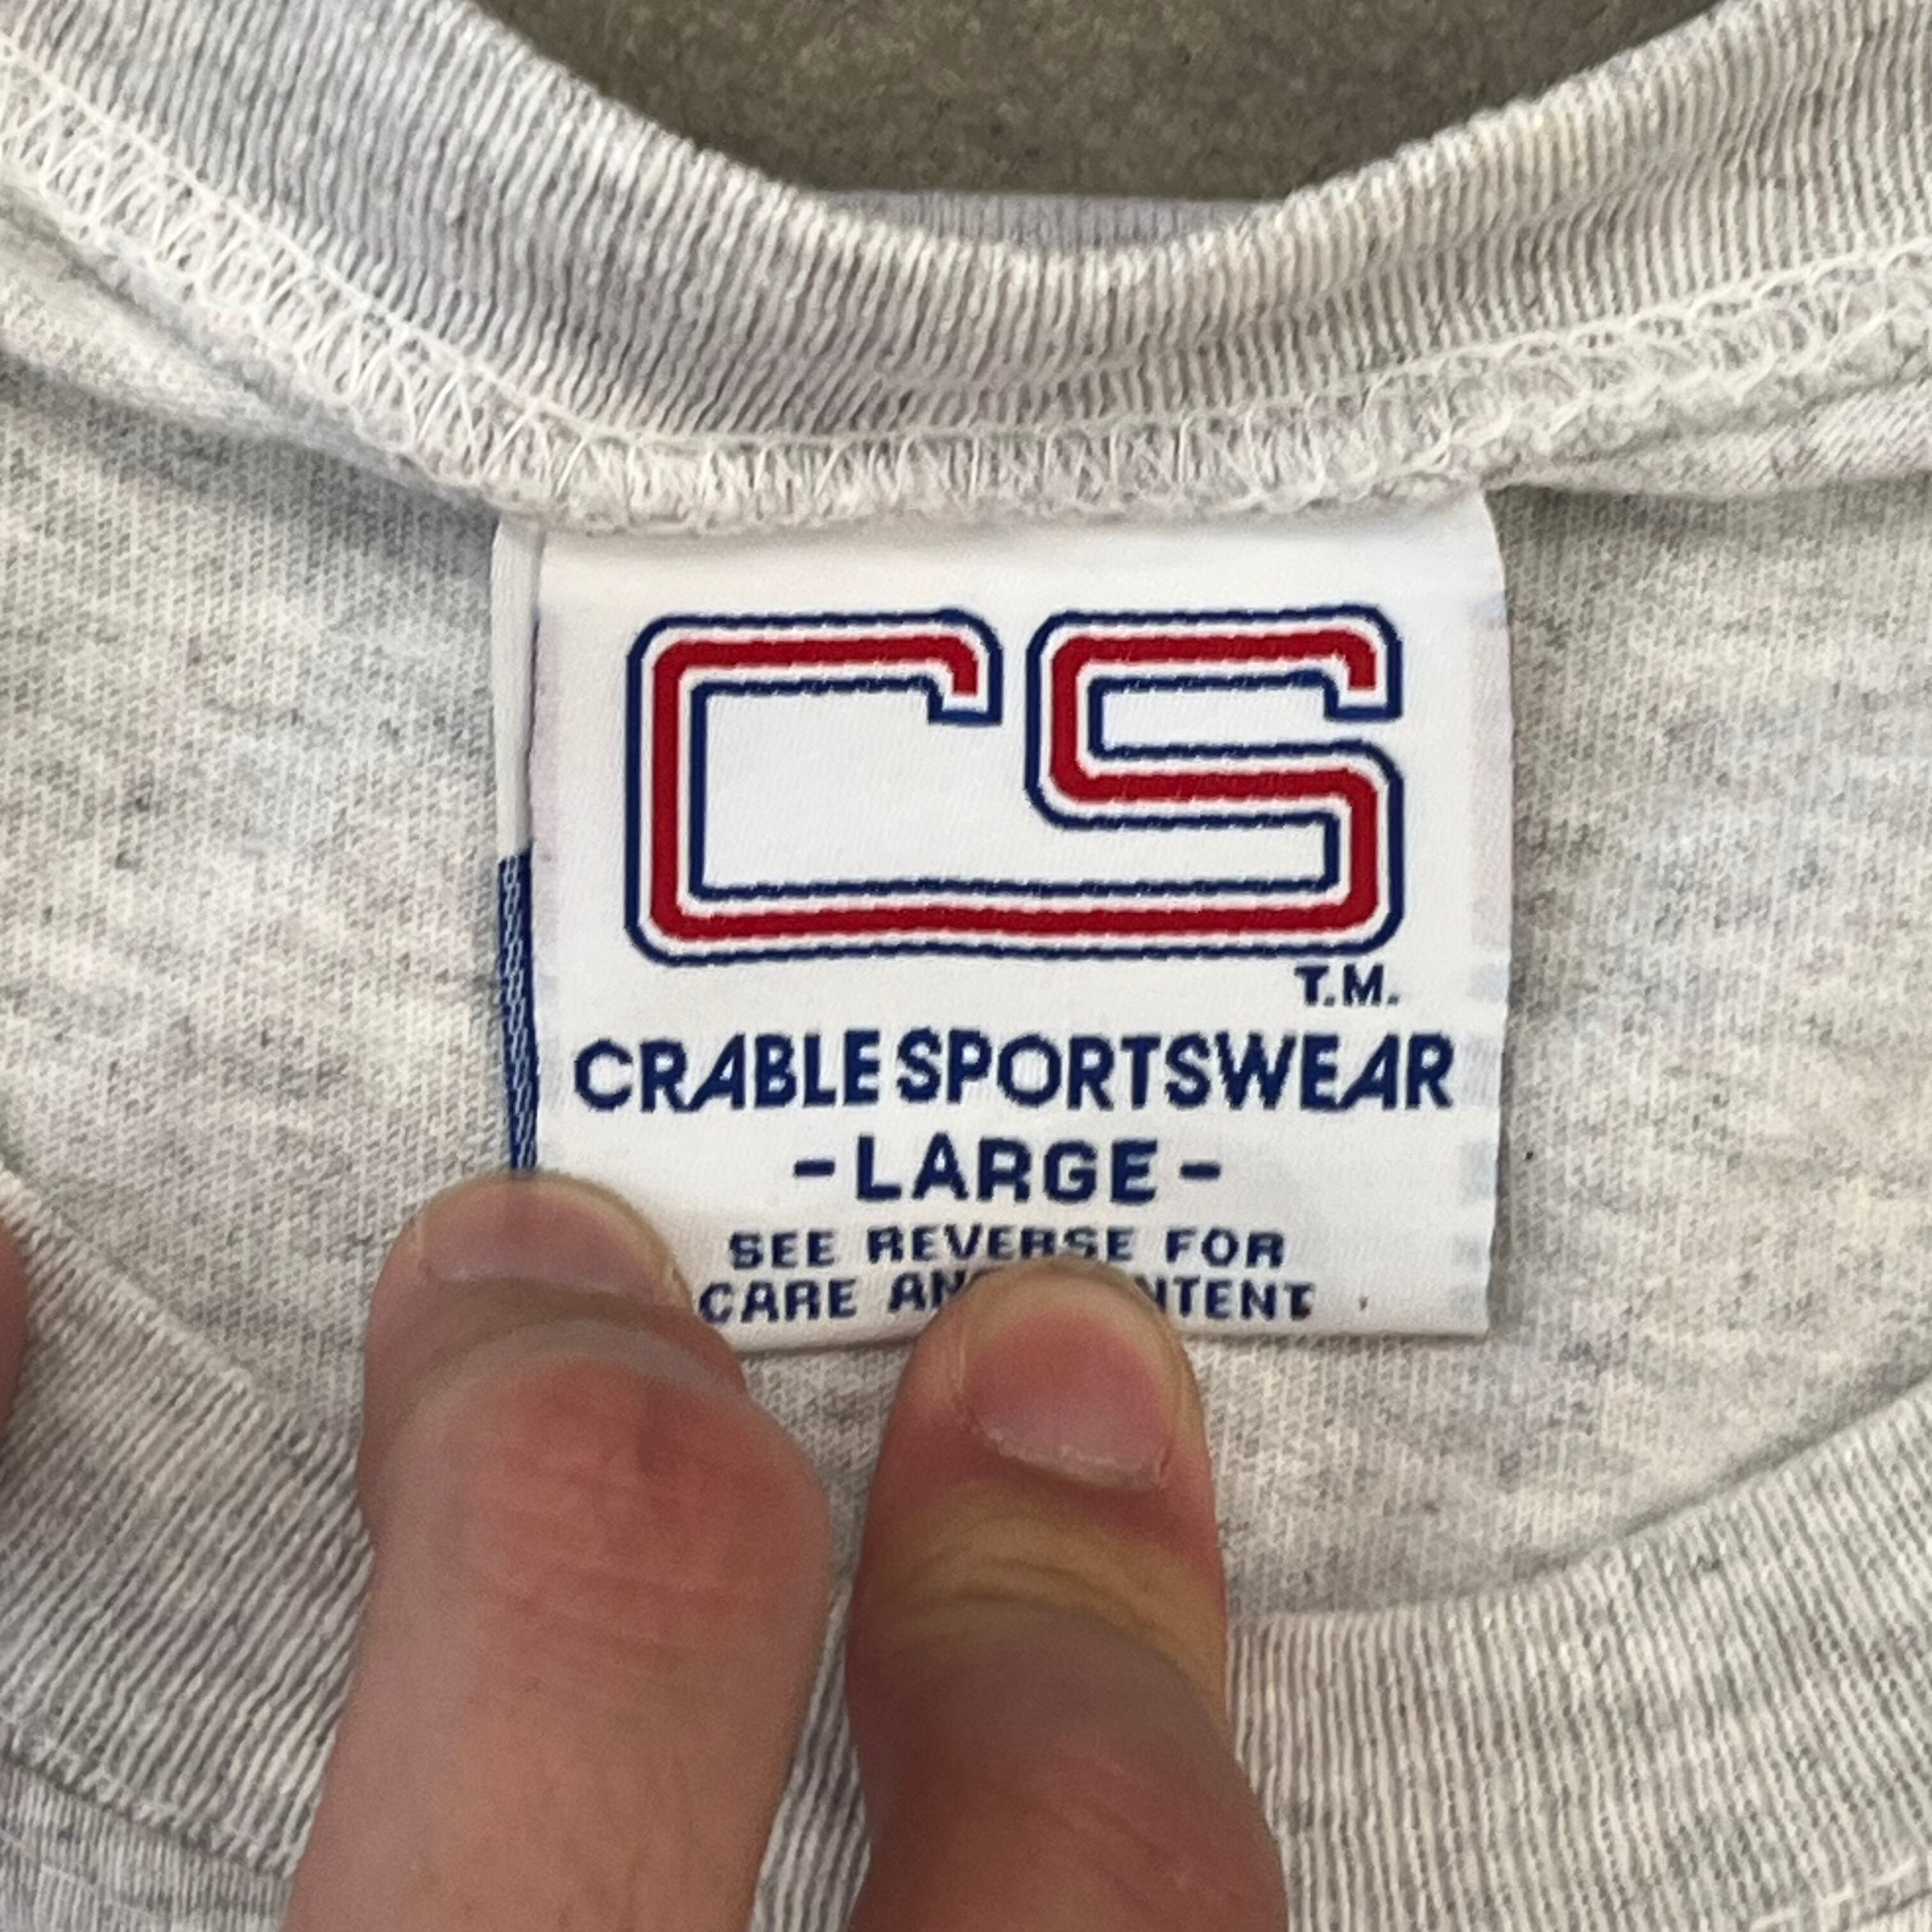 CS
T.M.
CRABLE SPORTSWEAR
- LARGE -
SEE REVERSE FOR
CARE